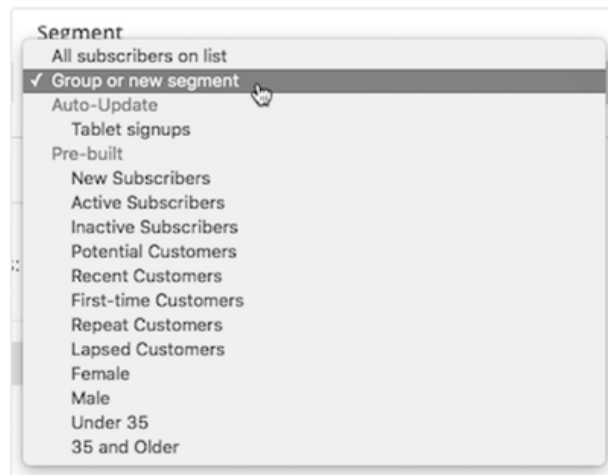 Segment
All subscribers on list
✓ Group or new segment
Auto-Update
Tablet signups
Pre-built
New Subscribers
Active Subscribers
Inactive Subscribers
Potential Customers
Recent Customers
First-time Customers
Repeat Customers
Lapsed Customers
Female
Male
Under 35
35 and Older